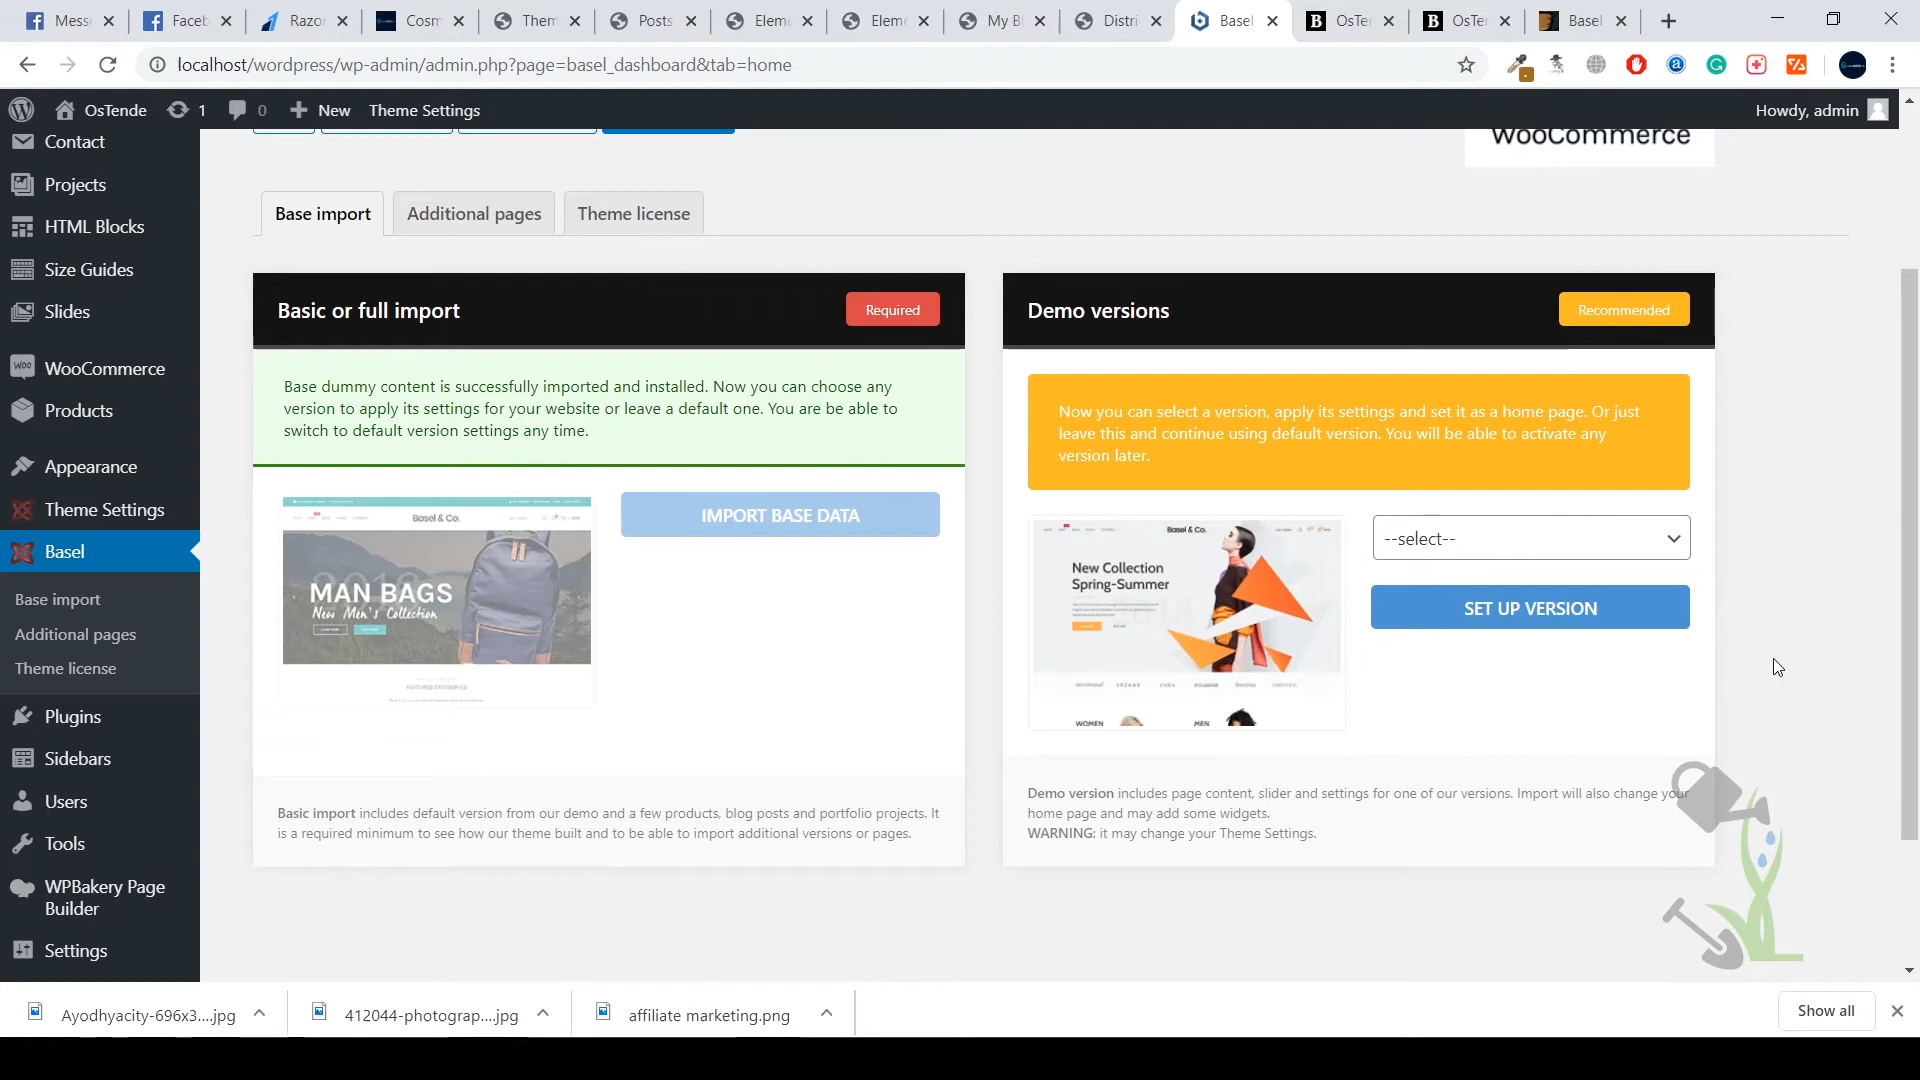 Mess
Faceb
Razor
Cosm
Them
Posts
Eleme
Eleme
My Bl
Distri
Basel
OsTen
OsTen
Basel
localhost/wordpress/wp-admin/admin.php?page=basel_dashboard&tab=home
OsTende
1
0
New
Theme Settings
Howdy, admin
WooCommerce
Contact
Projects
HTML Blocks
Size Guides
Slides
WooCommerce
Products
Appearance
Theme Settings
Basel
Base import
Additional pages
Theme license
Plugins
Sidebars
Users
Tools
WPBakery Page
Builder
Settings
Base import
Additional pages
Theme license
Basic or full import
Required
Base dummy content is successfully imported and installed. Now you can choose any
version to apply its settings for your website or leave a default one. You are be able to
switch to default version settings any time.
Basel & Co.
MAN BAGS
New Men's Collection
FEATURED CATEGORIES
IMPORT BASE DATA
Basic import includes default version from our demo and a few products, blog posts and portfolio projects. It
is a required minimum to see how our theme built and to be able to import additional versions or pages.
Demo versions
Recommended
Now you can select a version, apply its settings and set it as a home page. Or just
leave this and continue using default version. You will be able to activate any
version later.
Basel & Co.
New Collection
Spring-Summer
WOMEN
MEN
--select--
SET UP VERSION
Demo version includes page content, slider and settings for one of our versions. Import will also change your
home page and may add some widgets.
WARNING: it may change your Theme Settings.
Ayodhyacity-696x3....jpg
412044-photograp....jpg
affiliate marketing.png
Show all